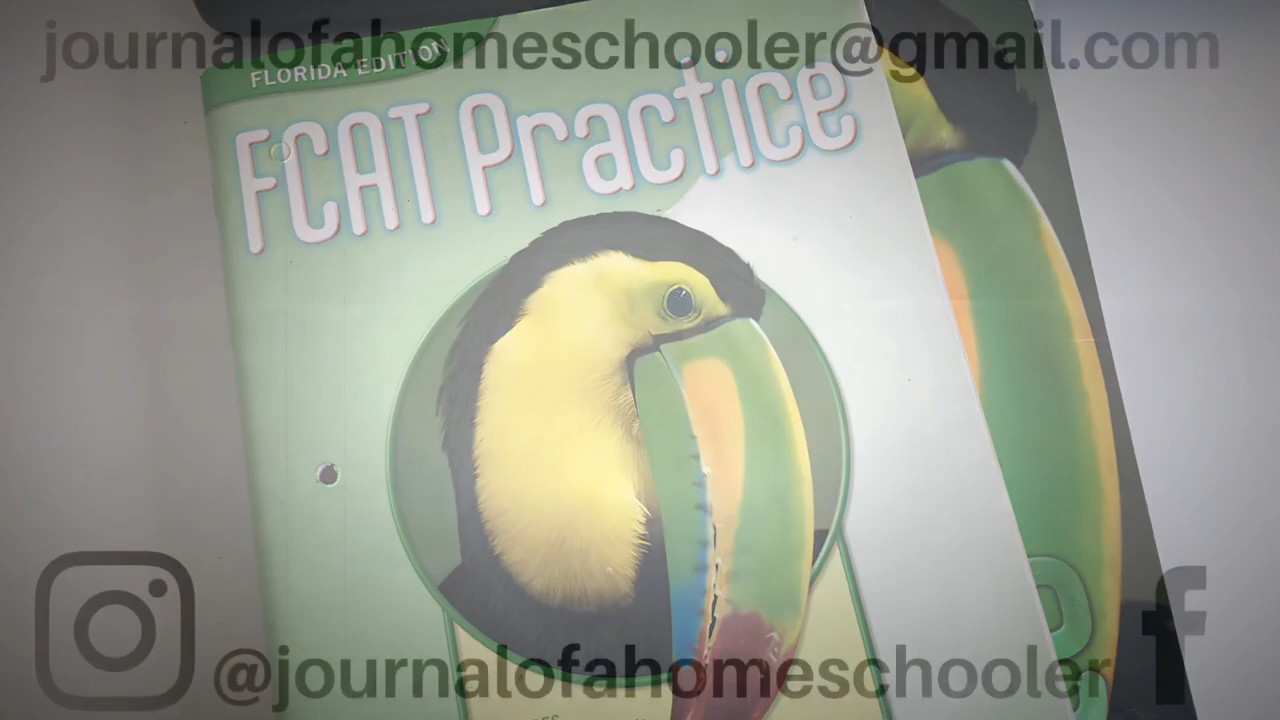 journalofahomeschooler@gmail.com
FLORIDA EDITION
FCAT Practice
@journalofahomeschooler